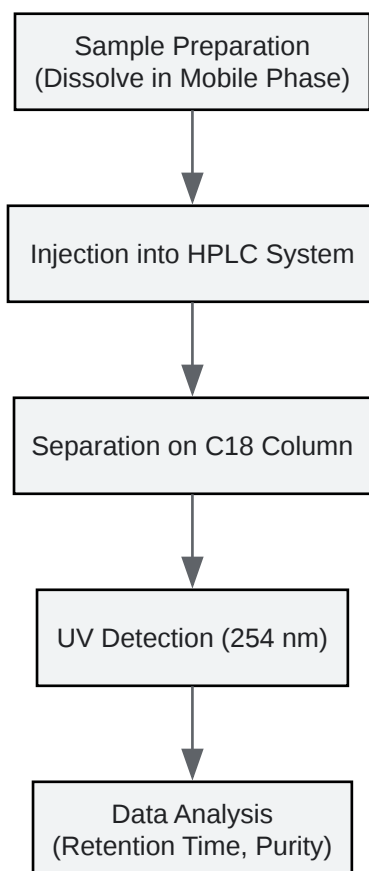 Sample Preparation
(Dissolve in Mobile Phase)
Injection into HPLC System
Separation on C18 Column
UV Detection (254 nm)
Data Analysis
(Retention Time, Purity)